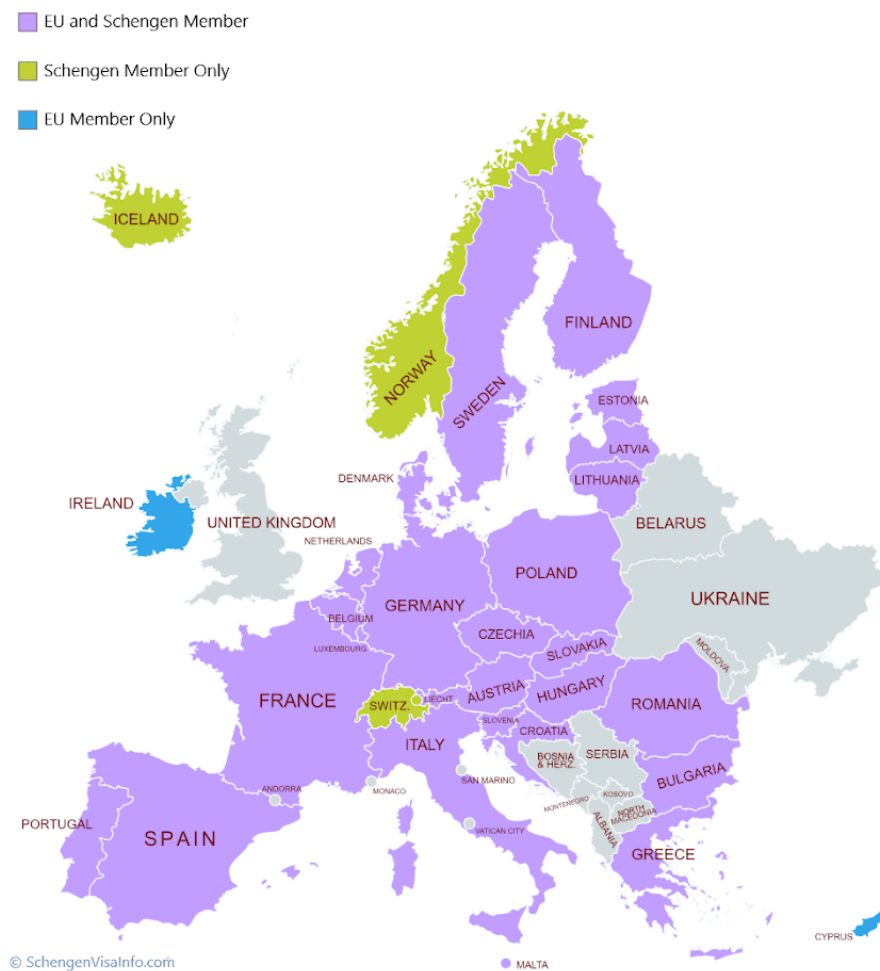 EU and Schengen Member
Schengen Member Only
EU Member Only
ICELAND
FINLAND
NORWAY
SWEDEN
ESTONIA
LATVIA
DENMARK
LITHUANIA
IRELAND
UNITED KINGDOM
BELARUS
NETHERLANDS
POLAND
UKRAINE
GERMANY
BELGIUM
CZECHIA
LUXEMBOURG
SLOVAKIA
MOLDOVA
FRANCE
SWITZ.
LIECHT.
AUSTRIA
HUNGARY
ROMANIA
SLOVENIA
CROATIA
ITALY
BOSNIA
& HERZ.
SERBIA
BULGARIA
SAN MARINO
ANDORRA
MONACO
KOSOVO
MONTENEGRO
NORTH
MACEDONIA
ALBANIA
PORTUGAL
SPAIN
VATICAN CITY
GREECE
CYPRUS
MALTA
© SchengenVisaInfo.com